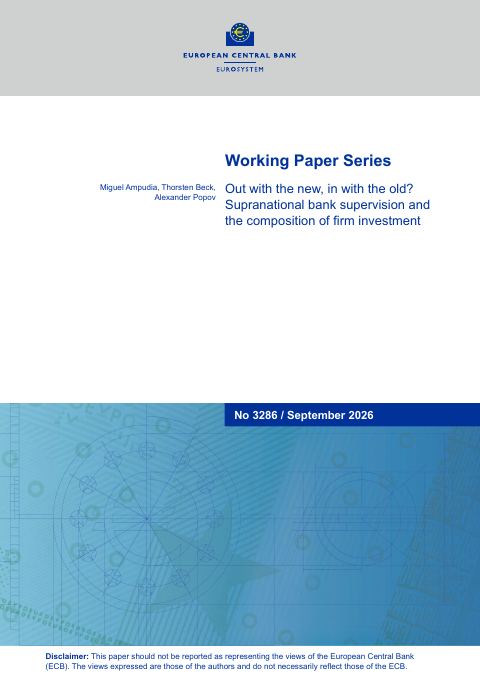 EUROPEAN CENTRAL BANK
EUROSYSTEM
Working Paper Series
Miguel Ampudia, Thorsten Beck,
Alexander Popov
Out with the new, in with the old?
Supranational bank supervision and
the composition of firm investment
No 3286 / September 2026
Disclaimer: This paper should not be reported as representing the views of the European Central Bank
(ECB). The views expressed are those of the authors and do not necessarily reflect those of the ECB.